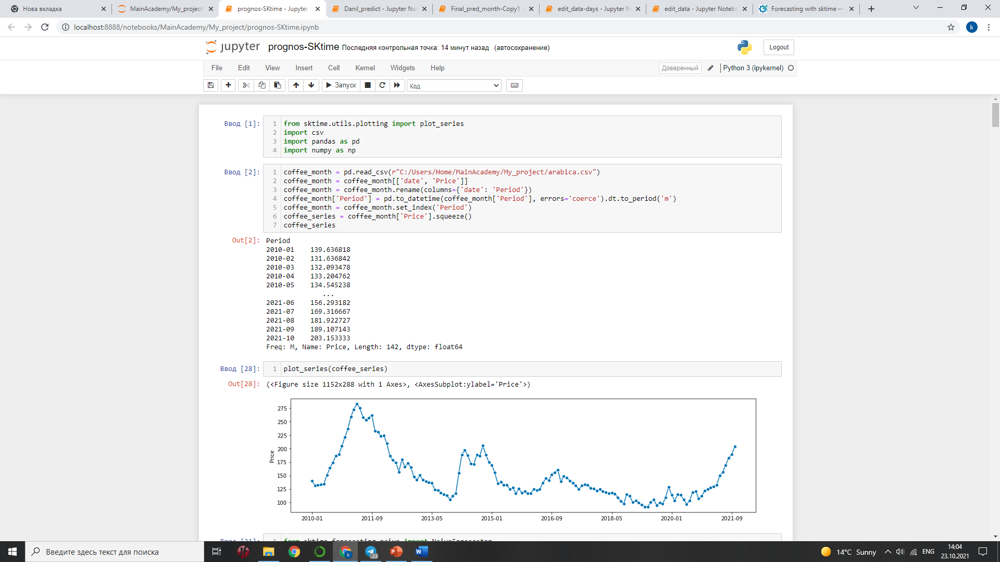 Нова вкладка
MainAcademy/My_project/
prognos-SKtime - Jupyter
Danil_predict - Jupyter Not
Final_pred_month-Copy1 -
edit_data-days - Jupyter N
edit_data - Jupyter Notebo
Forecasting with sktime —
localhost:8888/notebooks/MainAcademy/My_project/prognos-SKtime.ipynb
k
jupyter prognos-SKtime Последняя контрольная точка: 14 минут назад (автосохранение)
Logout
File Edit View Insert Cell Kernel Widgets Help
Доверенный Python 3 (ipykernel)
Запуск Код
Ввод [1]:
1 from sktime.utils.plotting import plot_series
2 import csv
3 import pandas as pd
4 import numpy as np
Ввод [2]:
1 coffee_month = pd.read_csv(r"C:/Users/Home/MainAcademy/My_project/arabica.csv")
2 coffee_month = coffee_month[['date', 'Price']]
3 coffee_month = coffee_month.rename(columns={'date': 'Period'})
4 coffee_month['Period'] = pd.to_datetime(coffee_month['Period'], errors='coerce').dt.to_period('m')
5 coffee_month = coffee_month.set_index('Period')
6 coffee_series = coffee_month['Price'].squeeze()
7 coffee_series
Out[2]: Period
2010-01 139.636818
2010-02 131.636842
2010-03 132.093478
2010-04 133.204762
2010-05 134.545238
...
2021-06 156.293182
2021-07 169.316667
2021-08 181.922727
2021-09 189.107143
2021-10 203.153333
Freq: M, Name: Price, Length: 142, dtype: float64
Ввод [28]: 1 plot_series(coffee_series)
Out[28]: (<Figure size 1152x288 with 1 Axes>, <AxesSubplot:ylabel='Price'>)
275
250
225
200
175
150
125
100
Price
2010-01 2011-09 2013-05 2015-01 2016-09 2018-05 2020-01 2021-09
Ввод [31]: 1 from sktime.forecasting.naive import NaiveForecaster
Введите здесь текст для поиска
k
23
14°C Sunny
ENG
14:04
23.10.2021